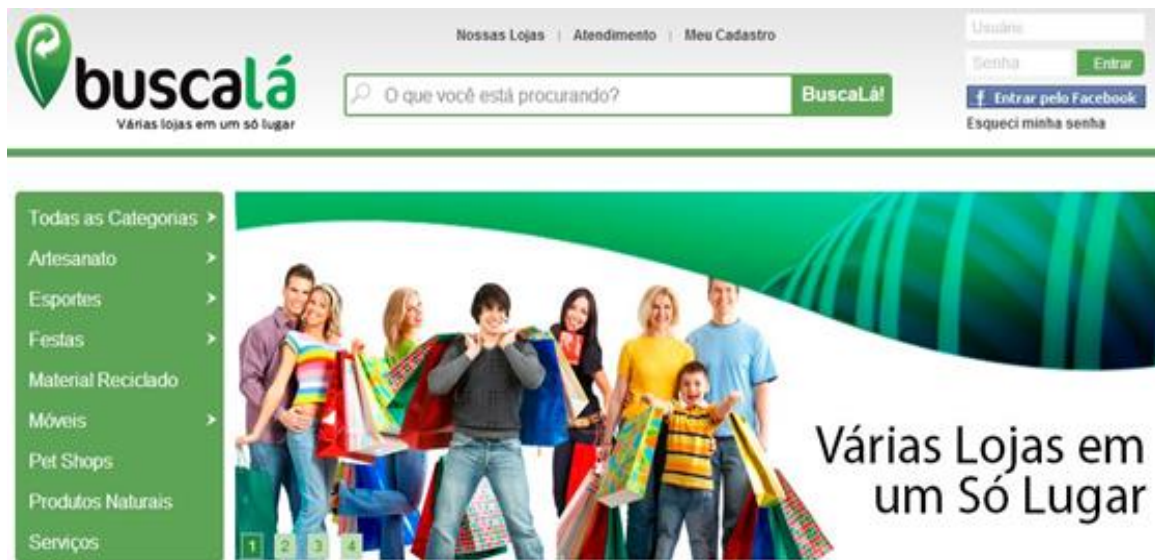 buscalá
Várias lojas em um só lugar
Nossas Lojas | Atendimento | Meu Cadastro
O que você está procurando?
BuscaLá!
Usuário
Senha
Entrar
f Entrar pelo Facebook
Esqueci minha senha
Todas as Categorias >
Artesanato >
Esportes >
Festas >
Material Reciclado
Móveis >
Pet Shops
Produtos Naturais
Serviços
Várias Lojas em
um Só Lugar
1 2 3 4